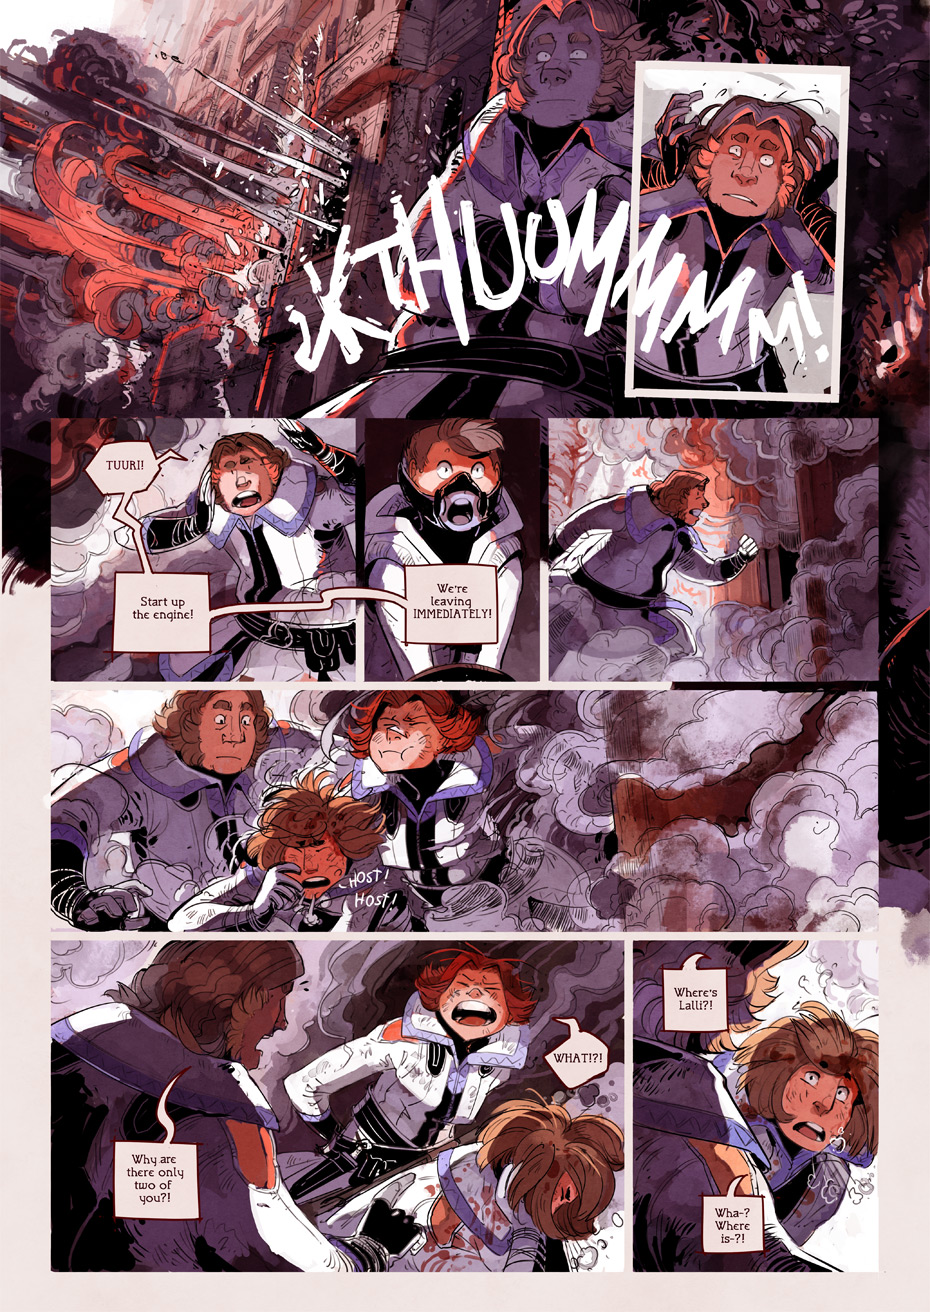 KTHUOMMMMM!
TUURI!
Start up
the engine!
We're
leaving
IMMEDIATELY!
HOST!
HOST!
Why are
there only
two of
you?!
WHAT!?!
Where's
Lalli?!
Wha-?
Where
is-?!